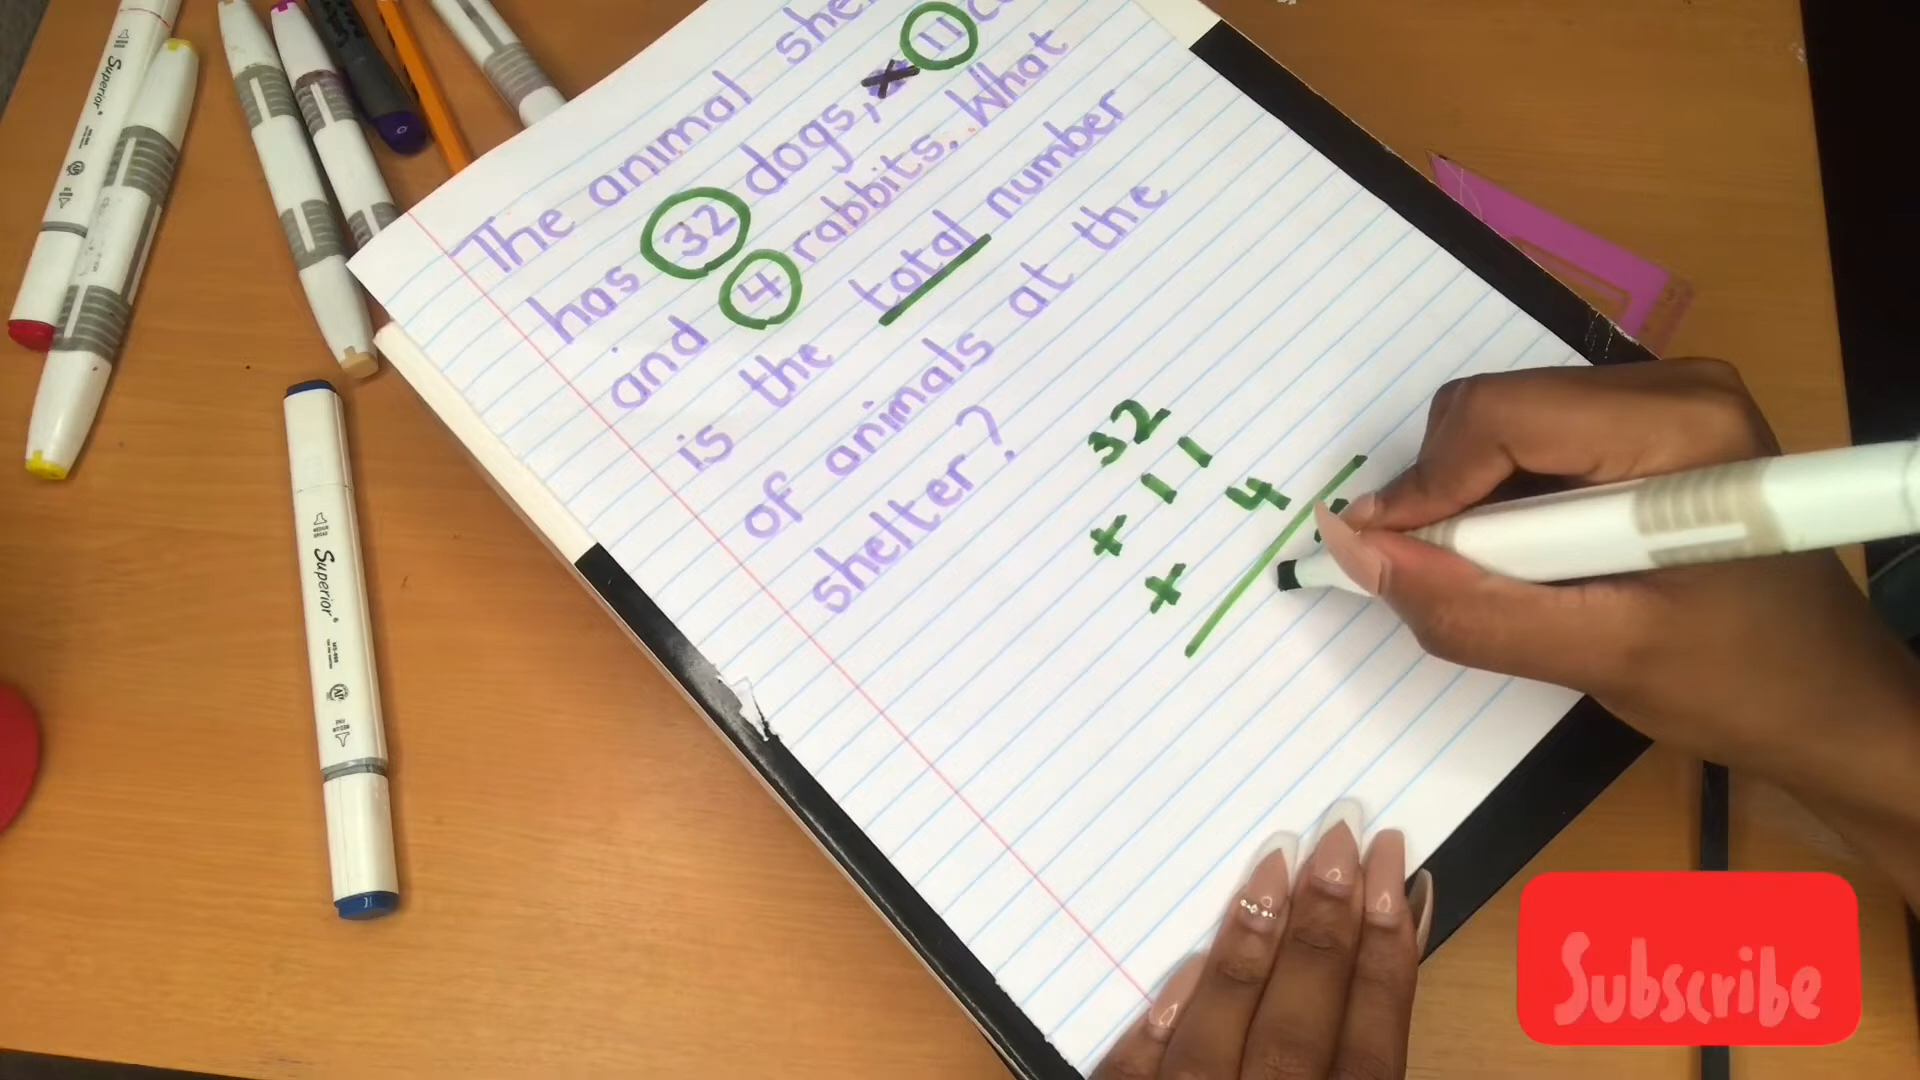 The animal
has 32 dogs, 11
and 4 rabbits. What
is the total number
of animals at the
shelter?
32
+ 11
+ 4
Superior
Superior
Subscribe